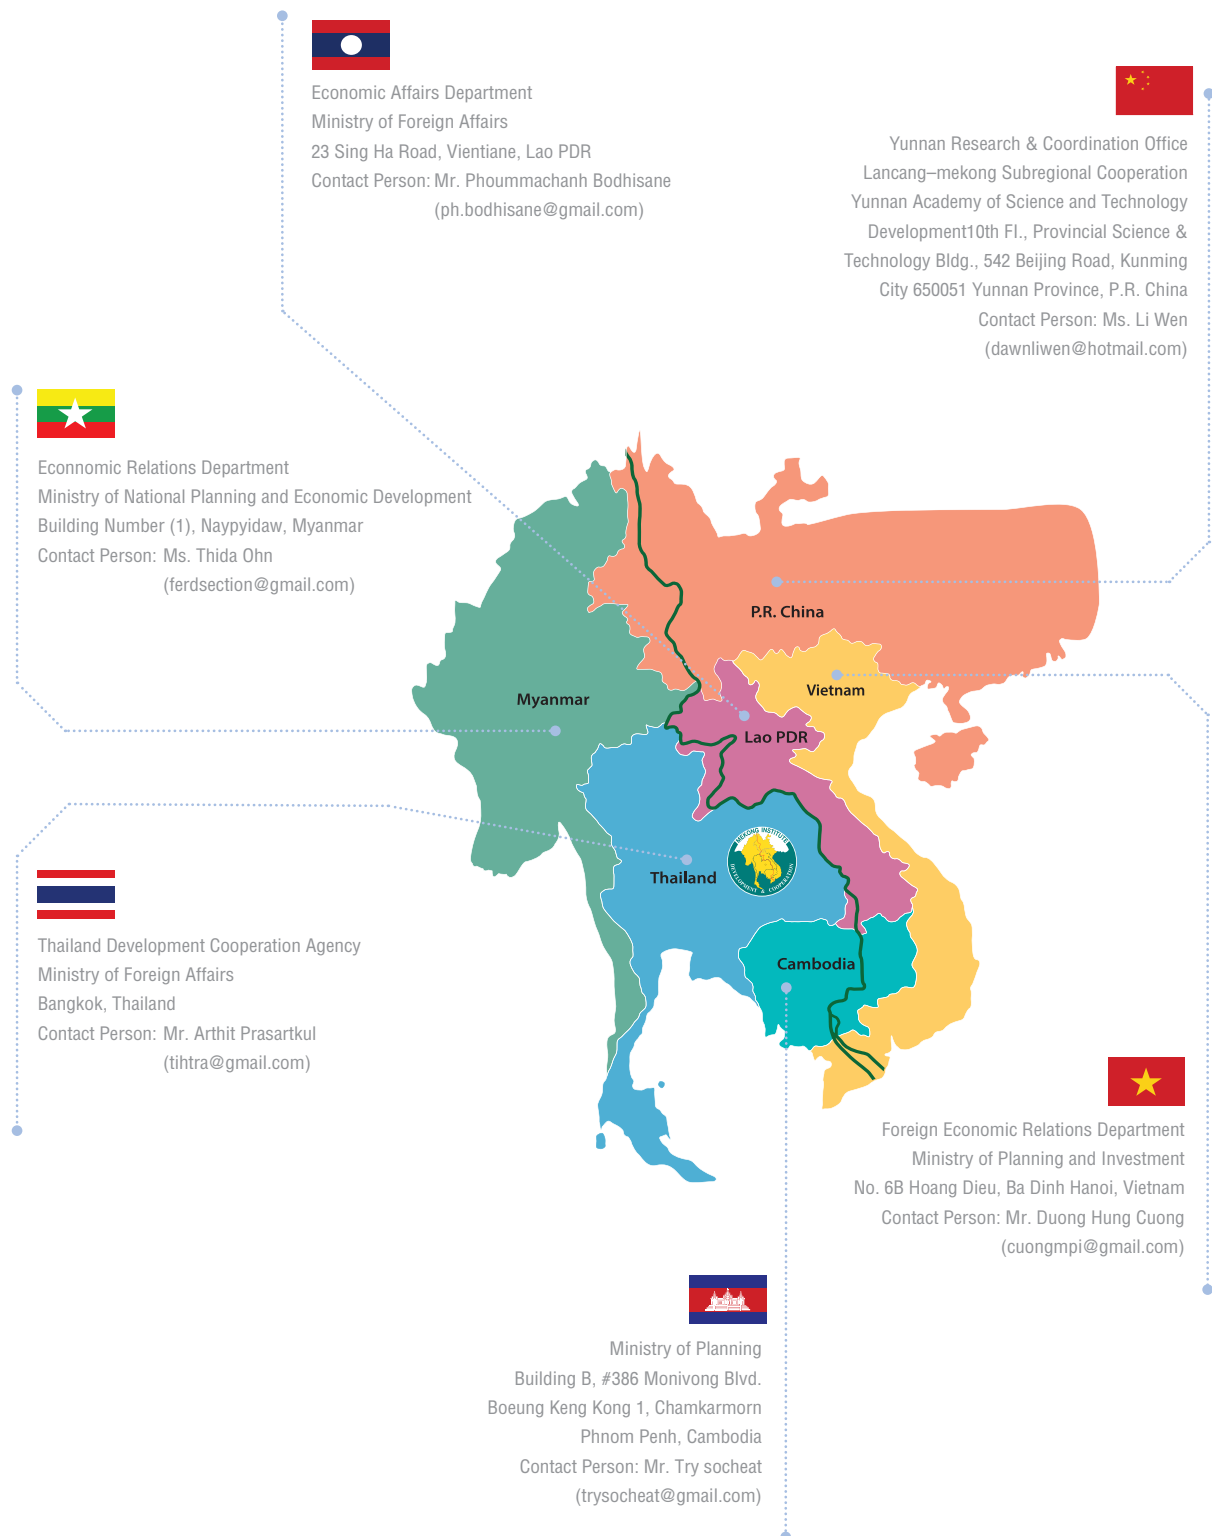 Economic Affairs Department
Ministry of Foreign Affairs
23 Sing Ha Road, Vientiane, Lao PDR
Contact Person: Mr. Phoummachanh Bodhisane
(ph.bodhisane@gmail.com)
Yunnan Research & Coordination Office
Lancang–mekong Subregional Cooperation
Yunnan Academy of Science and Technology
Development10th Fl., Provincial Science &
Technology Bldg., 542 Beijing Road, Kunming
City 650051 Yunnan Province, P.R. China
Contact Person: Ms. Li Wen
(dawnliwen@hotmail.com)
Econnomic Relations Department
Ministry of National Planning and Economic Development
Building Number (1), Naypyidaw, Myanmar
Contact Person: Ms. Thida Ohn
(ferdsection@gmail.com)
P.R. China
Vietnam
Myanmar
Lao PDR
MEKONG INSTITUTE
DEVELOPMENT & COOPERATION
Thailand
Cambodia
Thailand Development Cooperation Agency
Ministry of Foreign Affairs
Bangkok, Thailand
Contact Person: Mr. Arthit Prasartkul
(tihtra@gmail.com)
Foreign Economic Relations Department
Ministry of Planning and Investment
No. 6B Hoang Dieu, Ba Dinh Hanoi, Vietnam
Contact Person: Mr. Duong Hung Cuong
(cuongmpi@gmail.com)
Ministry of Planning
Building B, #386 Monivong Blvd.
Boeung Keng Kong 1, Chamkarmorn
Phnom Penh, Cambodia
Contact Person: Mr. Try socheat
(trysocheat@gmail.com)